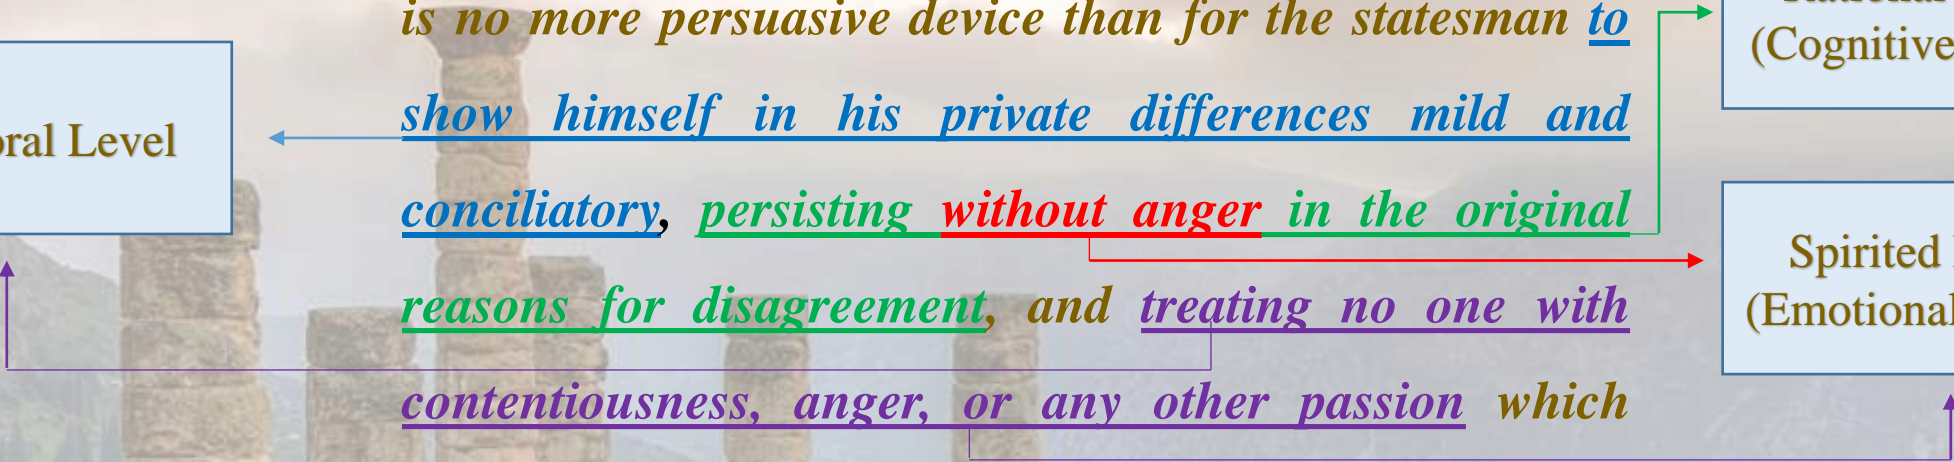 is no more persuasive device than for the statesman to
show himself in his private differences mild and
conciliatory, persisting without anger in the original
reasons for disagreement, and treating no one with
contentiousness, anger, or any other passion which
oral Level
(Cognitive
Spirited
(Emotional